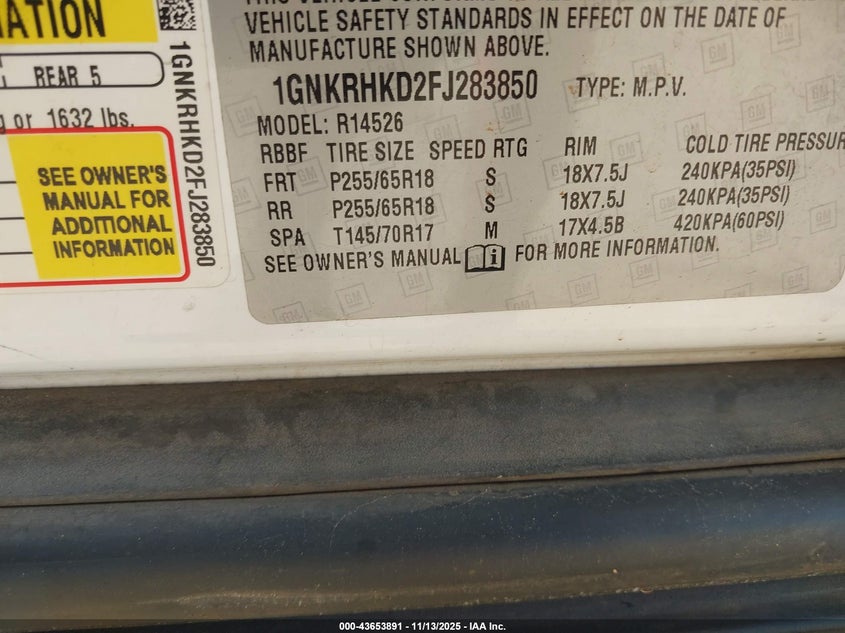 MATION
REAR 5
g or 1632 lbs.
SEE OWNER'S
MANUAL FOR
ADDITIONAL
INFORMATION
1GNKRHKD2FJ283850
VEHICLE SAFETY STANDARDS IN EFFECT ON THE DATE OF
MANUFACTURE SHOWN ABOVE.
1GNKRHKD2FJ283850 TYPE: M.P.V.
MODEL: R14526
RBBF TIRE SIZE SPEED RTG RIM COLD TIRE PRESSUR
FRT P255/65R18 S 18X7.5J 240KPA(35PSI)
RR P255/65R18 S 18X7.5J 240KPA(35PSI)
SPA T145/70R17 M 17X4.5B 420KPA(60PSI)
SEE OWNER'S MANUAL i FOR MORE INFORMATION.
000-43653891 - 11/13/2025 - IAA Inc.